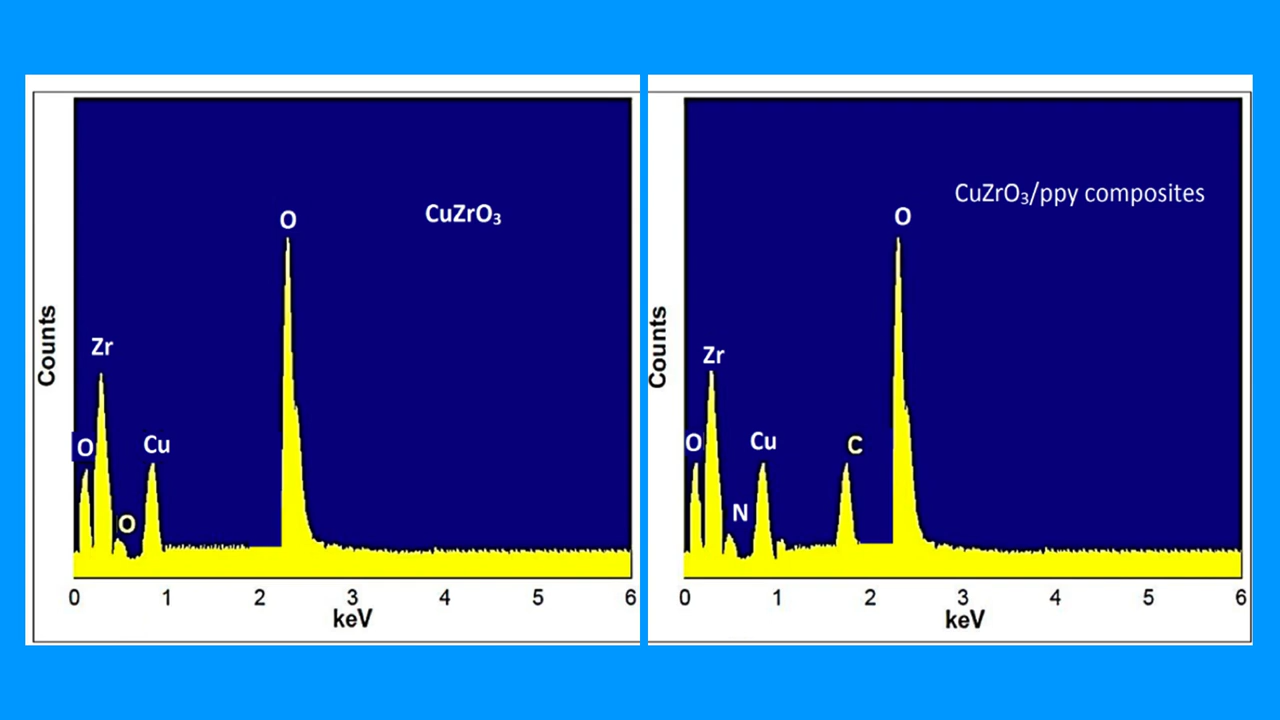 CuZrO₃
O
Zr
O
Cu
O
Counts
0 1 2 3 4 5 6
keV
CuZrO₃/ppy composites
O
Zr
O
Cu
C
N
Counts
0 1 2 3 4 5 6
keV